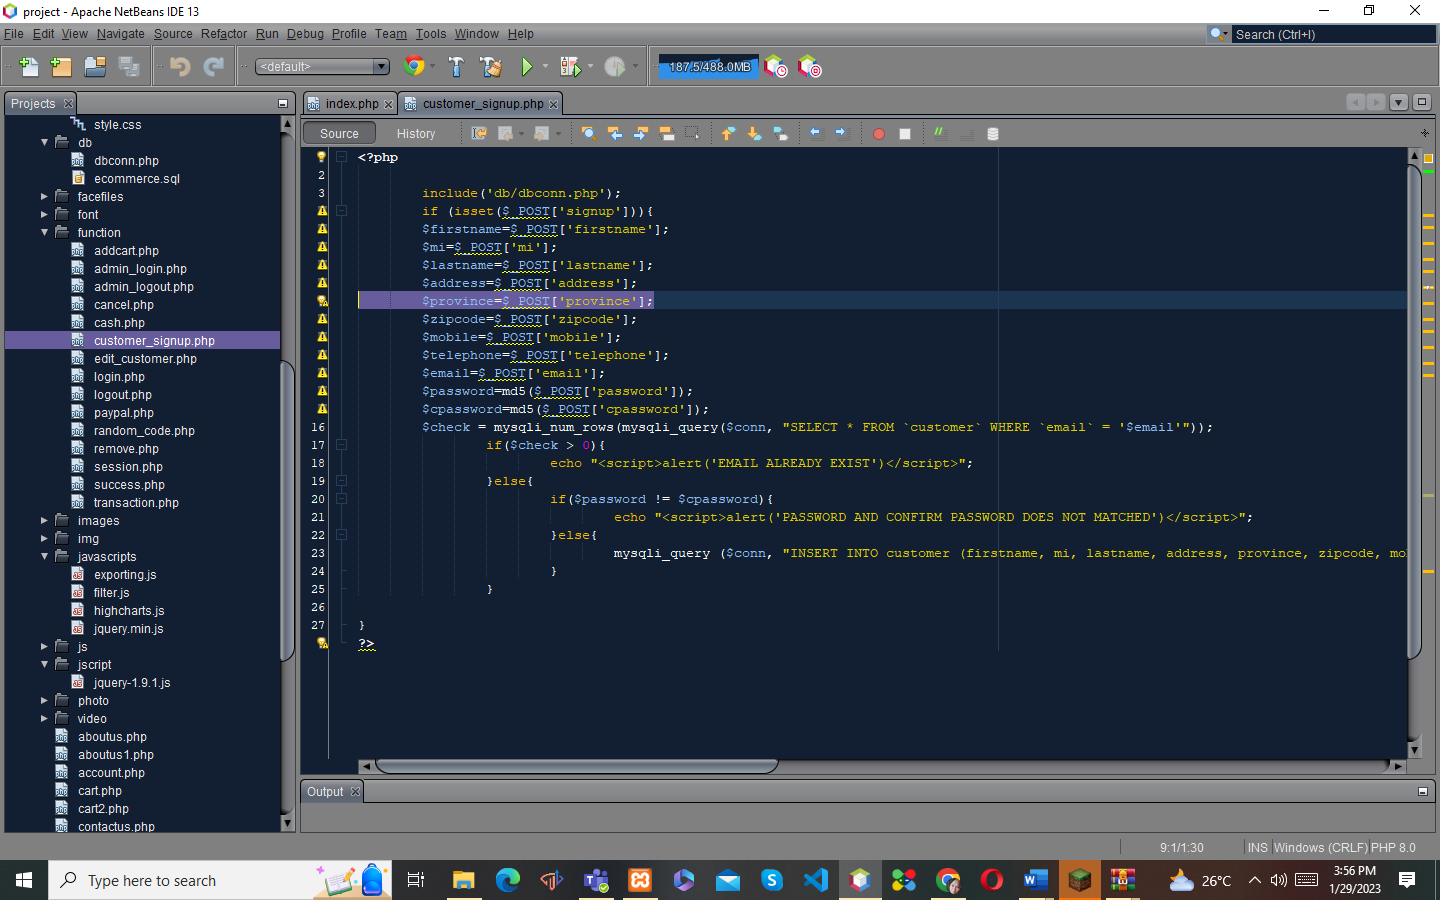 project - Apache NetBeans IDE 13
File Edit View Navigate Source Refactor Run Debug Profile Team Tools Window Help
Search (Ctrl+I)
<default>
187.5/488.0MB
Projects
style.css
db
dbconn.php
ecommerce.sql
facefiles
font
function
addcart.php
admin_login.php
admin_logout.php
cancel.php
cash.php
customer_signup.php
edit_customer.php
login.php
logout.php
paypal.php
random_code.php
remove.php
session.php
success.php
transaction.php
images
img
javascripts
exporting.js
filter.js
highcharts.js
jquery.min.js
js
jscript
jquery-1.9.1.js
photo
video
aboutus.php
aboutus1.php
account.php
cart.php
cart2.php
contactus.php
index.php customer_signup.php
Source History
<?php
2
3 include('db/dbconn.php');
if (isset($_POST['signup'])){
$firstname=$_POST['firstname'];
$mi=$_POST['mi'];
$lastname=$_POST['lastname'];
$address=$_POST['address'];
$province=$_POST['province'];
$zipcode=$_POST['zipcode'];
$mobile=$_POST['mobile'];
$telephone=$_POST['telephone'];
$email=$_POST['email'];
$password=md5($_POST['password']);
$cpassword=md5($_POST['cpassword']);
16 $check = mysqli_num_rows(mysqli_query($conn, "SELECT * FROM `customer` WHERE `email` = '$email'"));
17 if($check > 0){
18 echo "<script>alert('EMAIL ALREADY EXIST')</script>";
19 }else{
20 if($password != $cpassword){
21 echo "<script>alert('PASSWORD AND CONFIRM PASSWORD DOES NOT MATCHED')</script>";
22 }else{
23 mysqli_query ($conn, "INSERT INTO customer (firstname, mi, lastname, address, province, zipcode, mo
24 }
25 }
26
27 }
?>
Output
9:1/1:30 INS Windows (CRLF) PHP 8.0
Type here to search
26°C
3:56 PM
1/29/2023